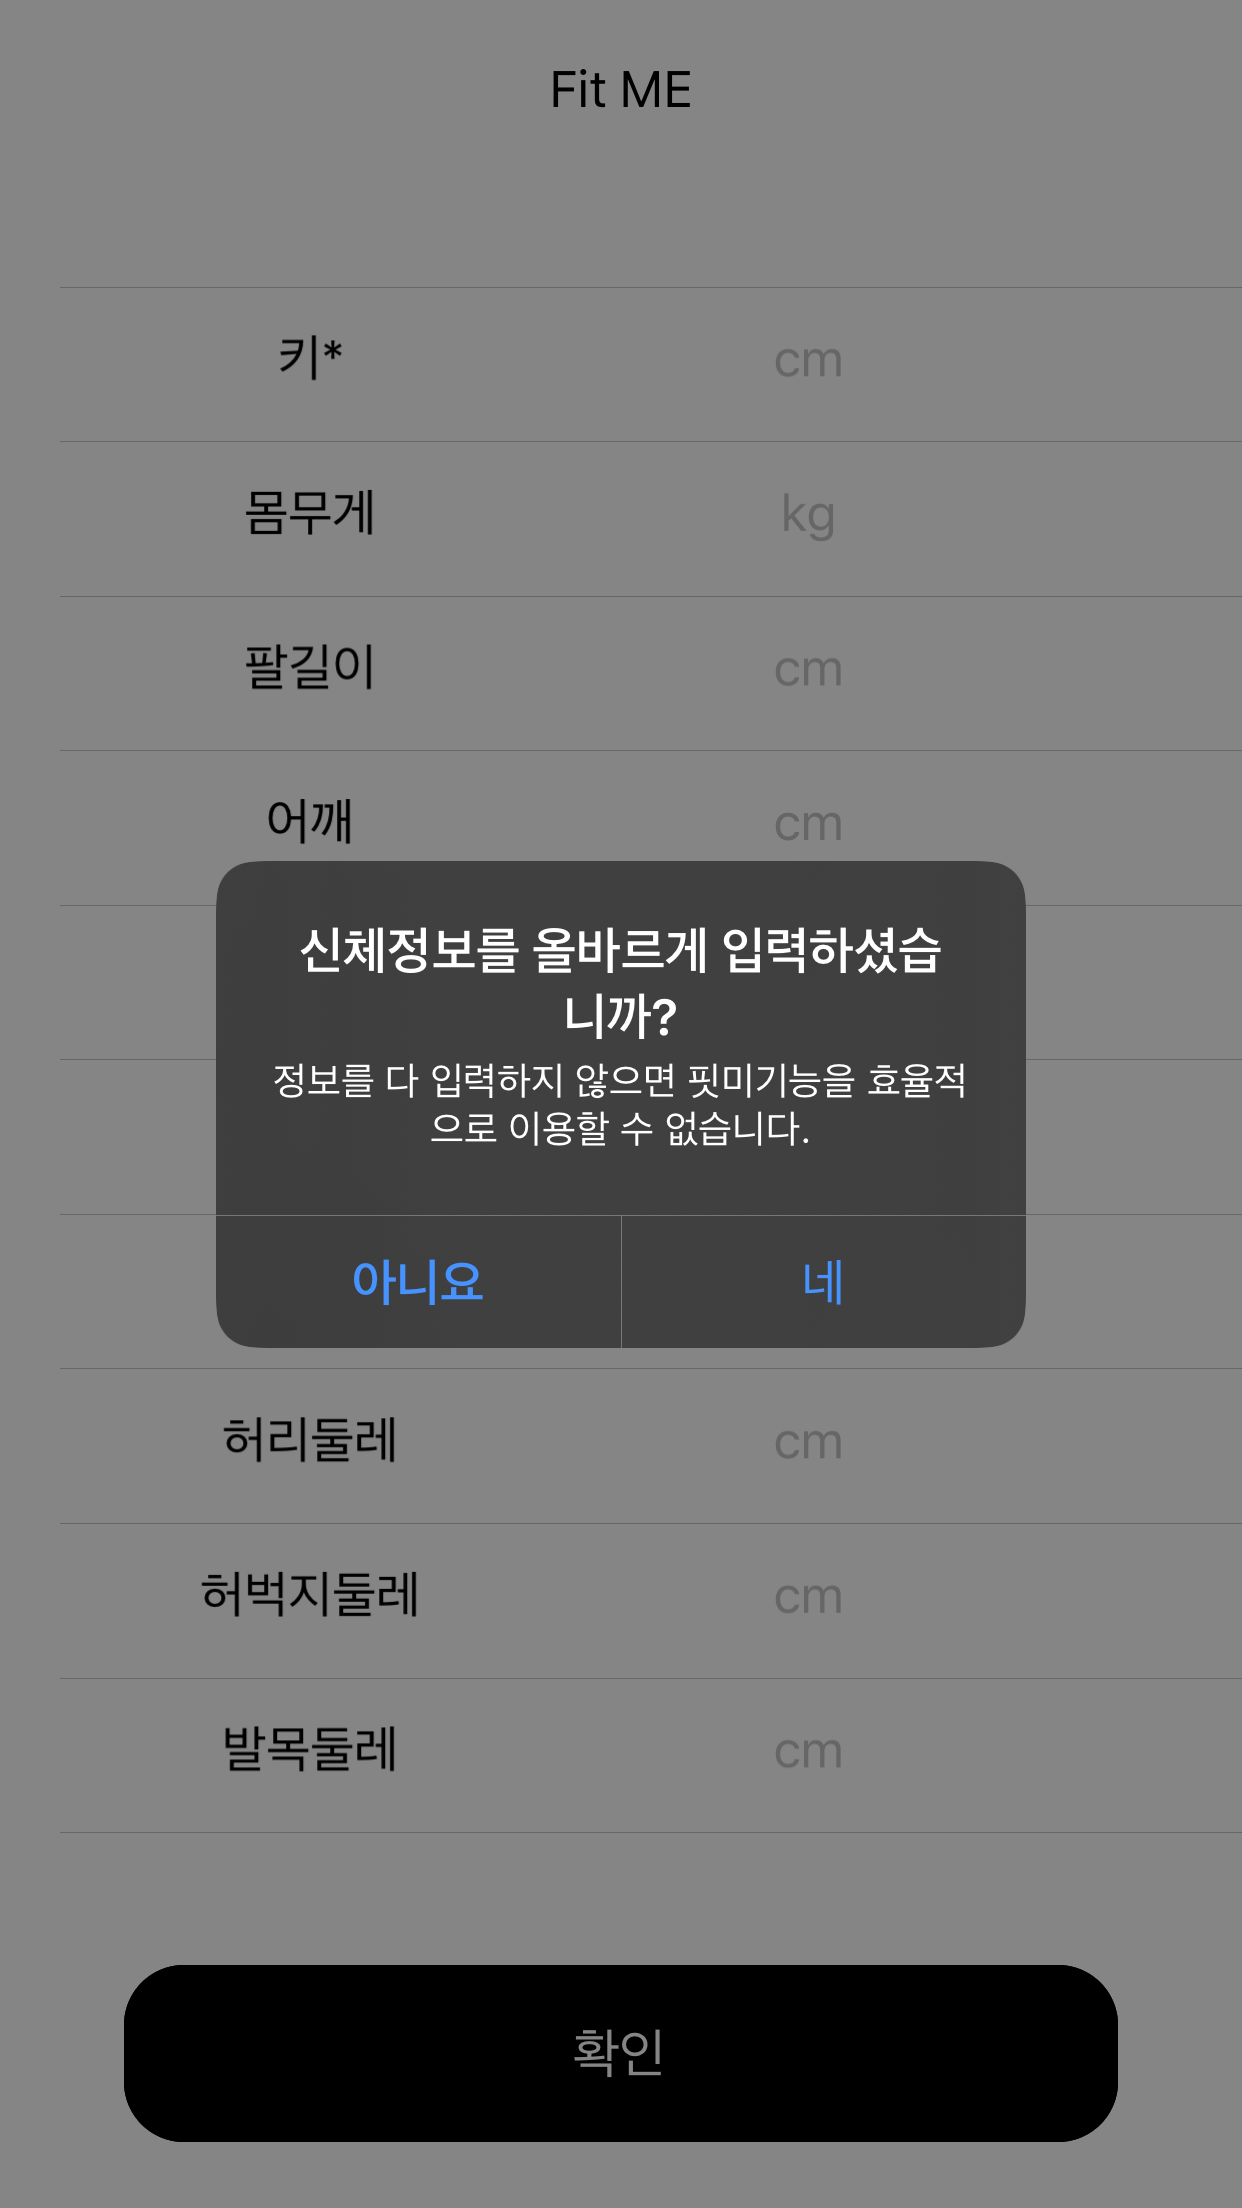 Fit ME
키* cm
몸무게 kg
팔길이 cm
어깨 cm
신체정보를 올바르게 입력하셨습
니까?
정보를 다 입력하지 않으면 핏미기능을 효율적
으로 이용할 수 없습니다.
아니요 네
허리둘레 cm
허벅지둘레 cm
발목둘레 cm
확인